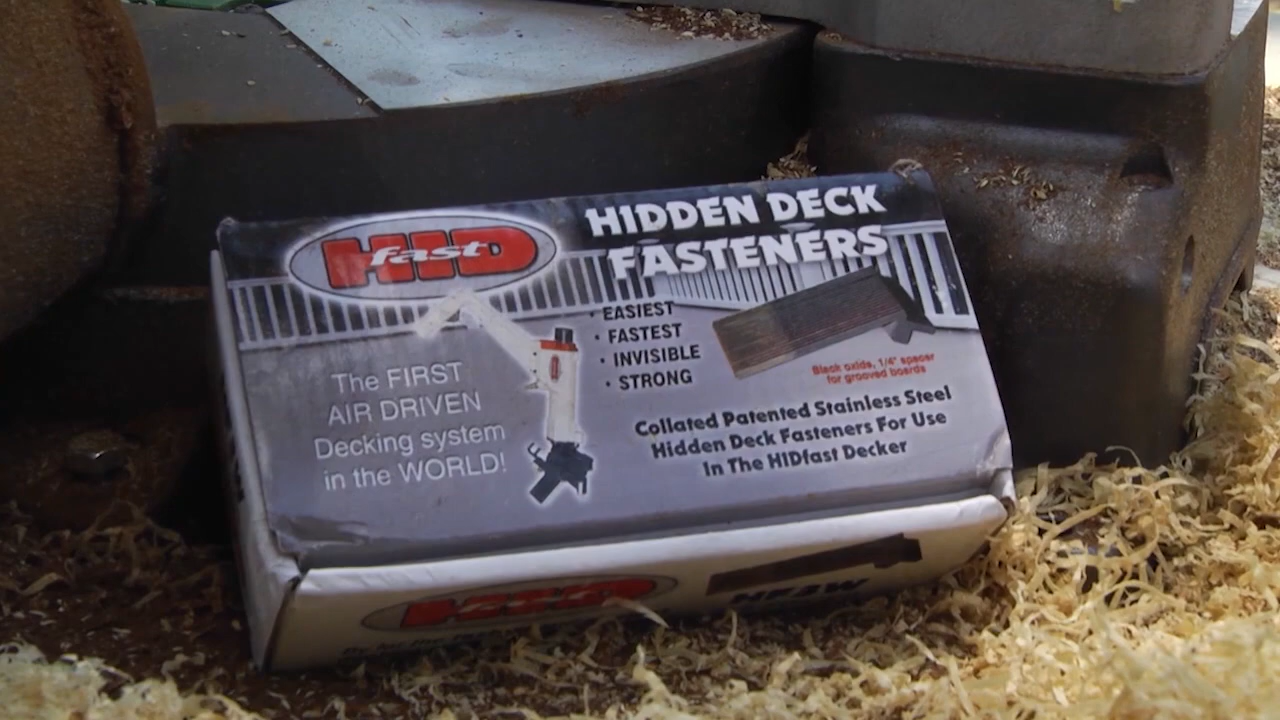 HID fast
HIDDEN DECK
FASTENERS
• EASIEST
• FASTEST
• INVISIBLE
• STRONG
The FIRST
AIR DRIVEN
Decking system
in the WORLD!
Black oxide, 1/4" spacer
for grooved boards
Collated Patented Stainless Steel
Hidden Deck Fasteners For Use
In The HIDfast Decker